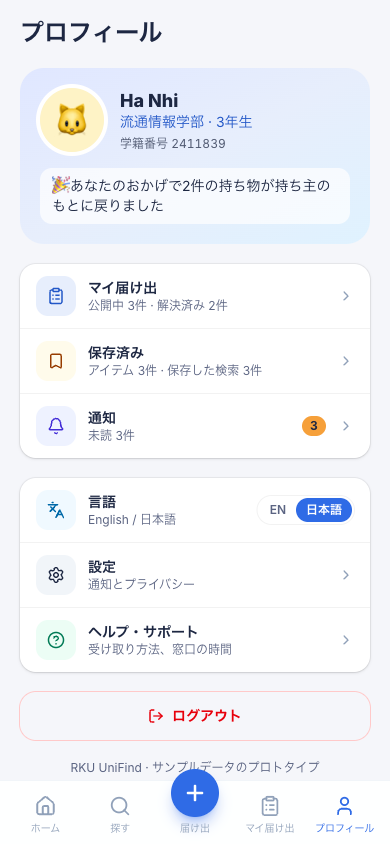 プロフィール
Ha Nhi
流通情報学部 · 3年生
学籍番号 2411839
🎉あなたのおかげで2件の持ち物が持ち主の
もとに戻りました
マイ届け出
公開中 3件 · 解決済み 2件
保存済み
アイテム 3件 · 保存した検索 3件
通知
未読 3件
3
言語
English / 日本語
EN 日本語
設定
通知とプライバシー
ヘルプ・サポート
受け取り方法、窓口の時間
ログアウト
RKU UniFind · サンプルデータのプロトタイプ
ホーム
探す
届け出
マイ届け出
プロフィール